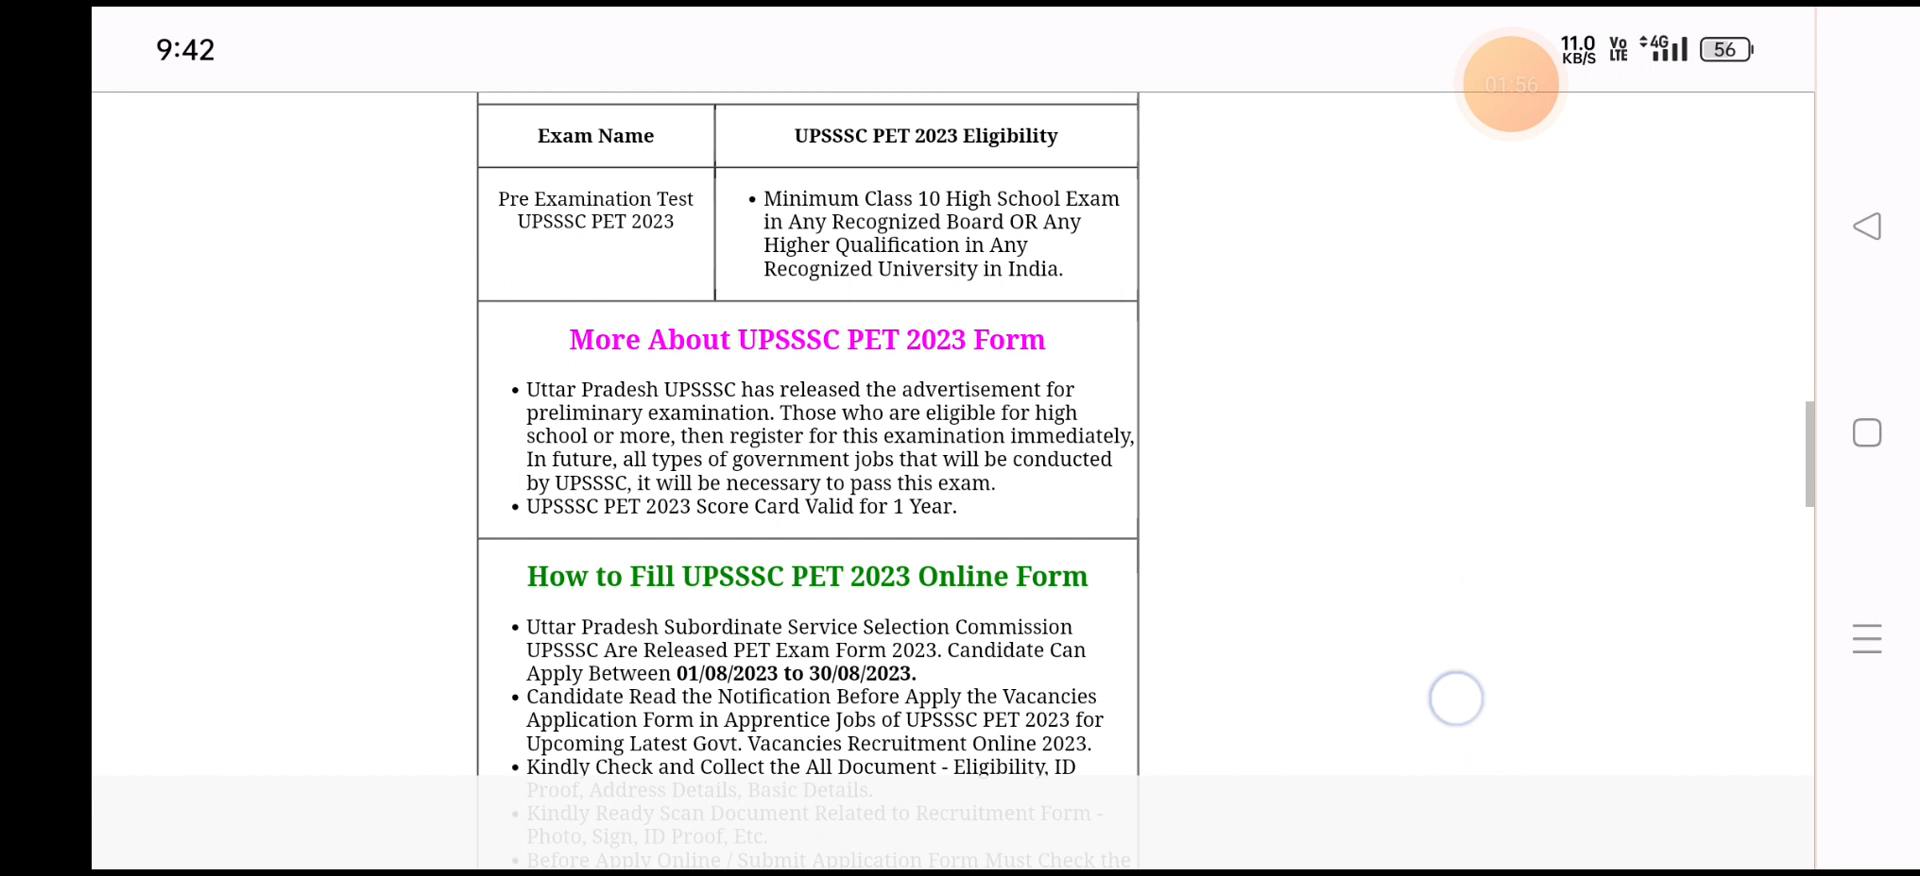 9:42
11.0
KB/S
Vo
LTE
4G
56
01:56
Exam Name
UPSSSC PET 2023 Eligibility
Pre Examination Test
UPSSSC PET 2023
• Minimum Class 10 High School Exam
in Any Recognized Board OR Any
Higher Qualification in Any
Recognized University in India.
More About UPSSSC PET 2023 Form
• Uttar Pradesh UPSSSC has released the advertisement for
preliminary examination. Those who are eligible for high
school or more, then register for this examination immediately,
In future, all types of government jobs that will be conducted
by UPSSSC, it will be necessary to pass this exam.
• UPSSSC PET 2023 Score Card Valid for 1 Year.
How to Fill UPSSSC PET 2023 Online Form
• Uttar Pradesh Subordinate Service Selection Commission
UPSSSC Are Released PET Exam Form 2023. Candidate Can
Apply Between 01/08/2023 to 30/08/2023.
• Candidate Read the Notification Before Apply the Vacancies
Application Form in Apprentice Jobs of UPSSSC PET 2023 for
Upcoming Latest Govt. Vacancies Recruitment Online 2023.
• Kindly Check and Collect the All Document - Eligibility, ID
Proof, Address Details, Basic Details.
• Kindly Ready Scan Document Related to Recruitment Form -
Photo, Sign, ID Proof, Etc.
• Before Apply Online / Submit Application Form Must Check the